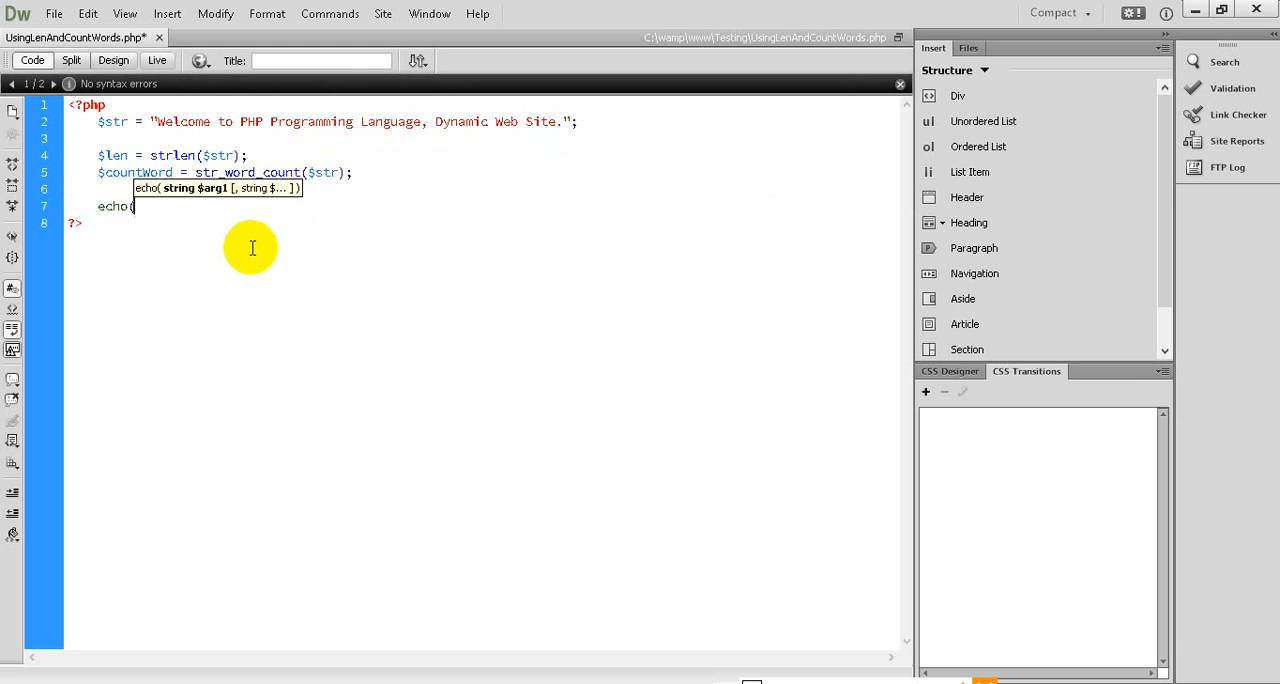 Dw File Edit View Insert Modify Format Commands Site Window Help Compact
UsingLenAndCountWords.php* C:\wamp\www\Testing\UsingLenAndCountWords.php
Code Split Design Live Title:
1 / 2 No syntax errors
1 <?php
2 $str = "Welcome to PHP Programming Language, Dynamic Web Site.";
3
4 $len = strlen($str);
5 $countWord = str_word_count($str);
6 echo( string $arg1 [, string $... ] )
7 echo(
8 ?>
Insert Files
Structure
Div
ul Unordered List
ol Ordered List
li List Item
Header
Heading
Paragraph
Navigation
Aside
Article
Section
CSS Designer CSS Transitions
Search
Validation
Link Checker
Site Reports
FTP Log